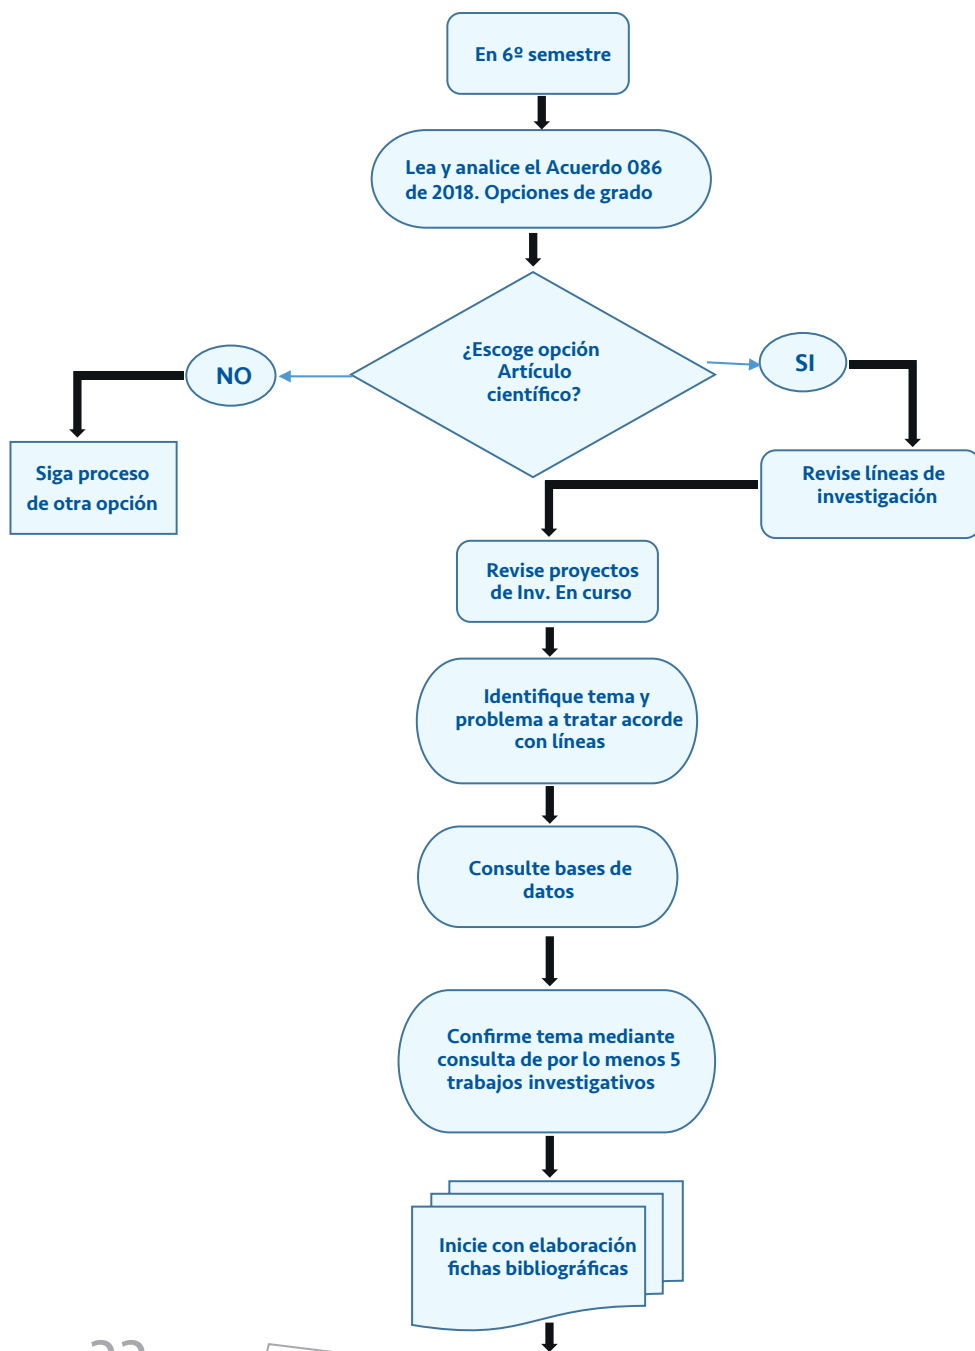 En 6º semestre
Lea y analice el Acuerdo 086
de 2018. Opciones de grado
¿Escoge opción
Artículo
científico?
NO
SI
Siga proceso
de otra opción
Revise líneas de
investigación
Revise proyectos
de Inv. En curso
Identifique tema y
problema a tratar acorde
con líneas
Consulte bases de
datos
Confirme tema mediante
consulta de por lo menos 5
trabajos investigativos
Inicie con elaboración
fichas bibliográficas